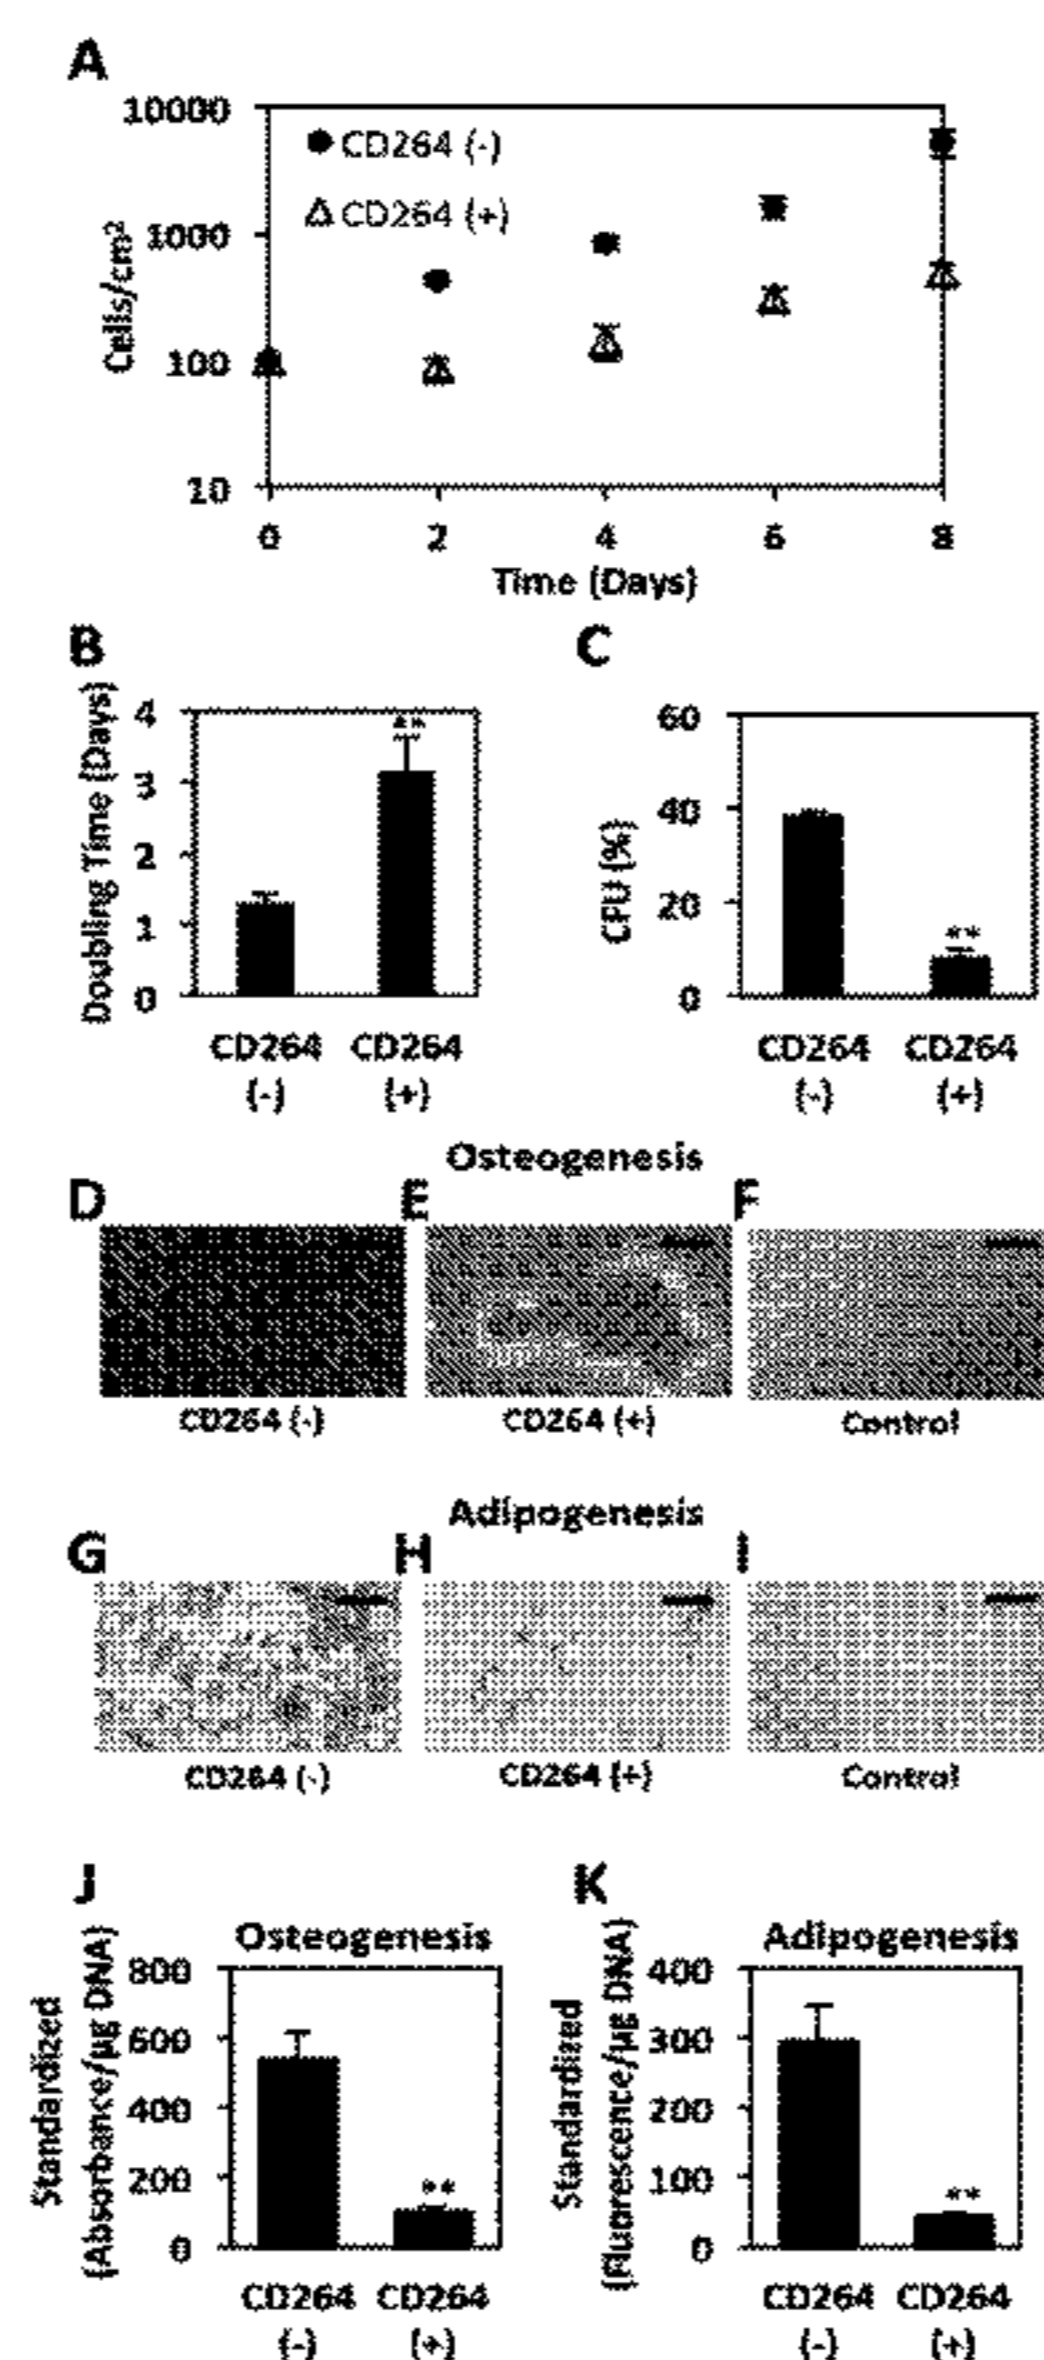 A
10000
1000
100
10
Cells/cm²
CD264 (-)
CD264 (+)
0 2 4 6 8
Time (Days)
B
Doubling Time (Days)
4
3
2
1
0
**
CD264 CD264
(-) (+)
C
CFU (%)
60
40
20
0
**
CD264 CD264
(-) (+)
Osteogenesis
D E F
CD264 (-) CD264 (+) Control
Adipogenesis
G H I
CD264 (-) CD264 (+) Control
J
Osteogenesis
Standardized
(Absorbance/µg DNA)
800
600
400
200
0
**
CD264 CD264
(-) (+)
K
Adipogenesis
Standardized
(Fluorescence/µg DNA)
400
300
200
100
0
**
CD264 CD264
(-) (+)